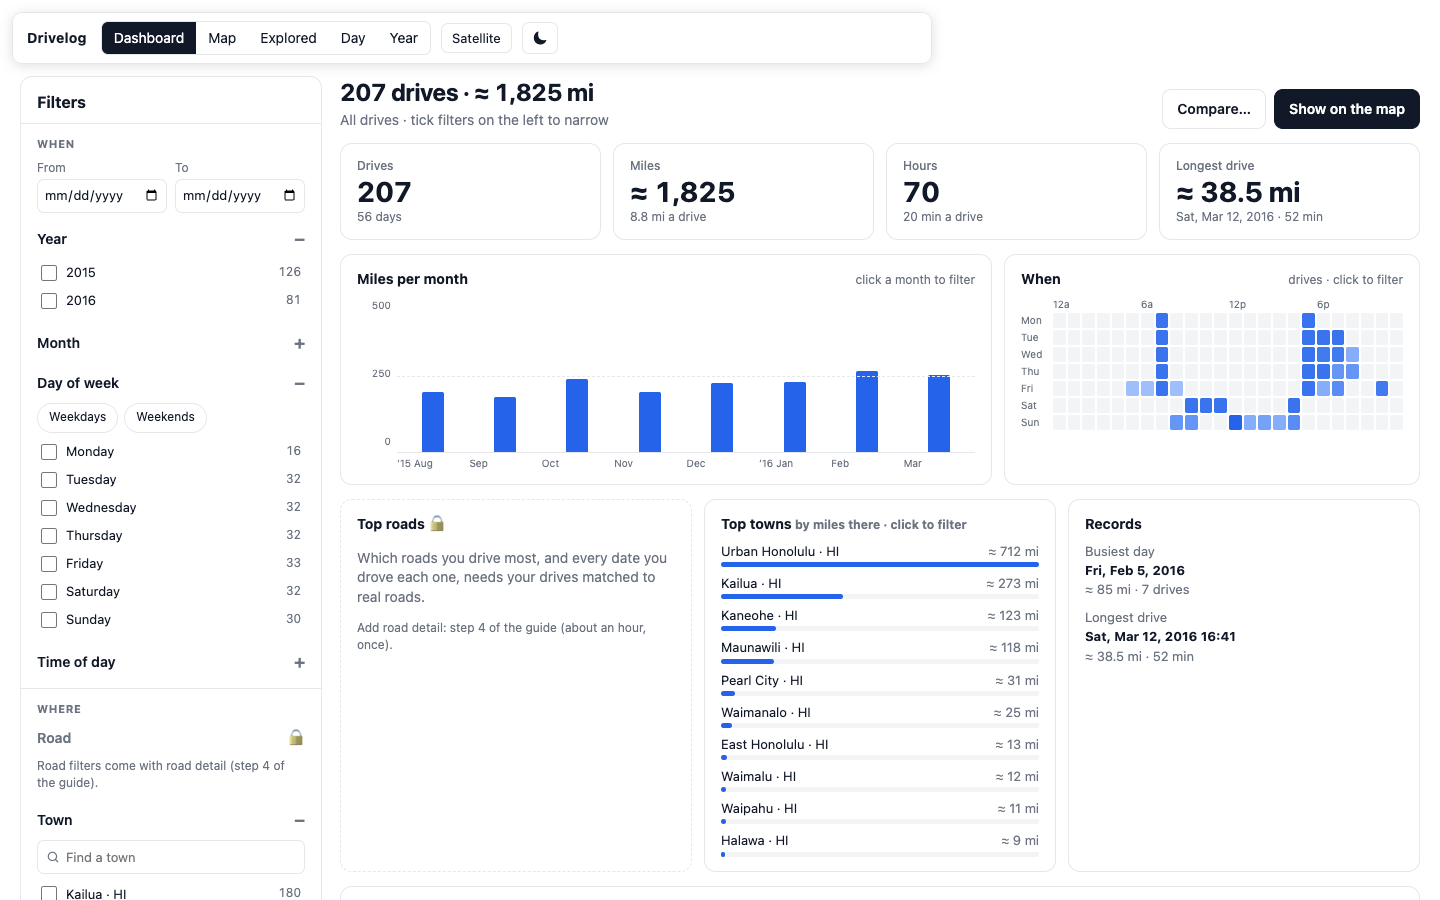 Drivelog
Dashboard
Map
Explored
Day
Year
Satellite
Filters
WHEN
From
To
mm/dd/yyyy
mm/dd/yyyy
Year
2015 126
2016 81
Month
Day of week
Weekdays
Weekends
Monday 16
Tuesday 32
Wednesday 32
Thursday 32
Friday 33
Saturday 32
Sunday 30
Time of day
WHERE
Road
Road filters come with road detail (step 4 of
the guide).
Town
Find a town
Kailua · HI 180
207 drives · ≈ 1,825 mi
All drives · tick filters on the left to narrow
Compare...
Show on the map
Drives
207
56 days
Miles
≈ 1,825
8.8 mi a drive
Hours
70
20 min a drive
Longest drive
≈ 38.5 mi
Sat, Mar 12, 2016 · 52 min
Miles per month
click a month to filter
500
250
0
'15 Aug
Sep
Oct
Nov
Dec
'16 Jan
Feb
Mar
When
drives · click to filter
12a
6a
12p
6p
Mon
Tue
Wed
Thu
Fri
Sat
Sun
Top roads
Which roads you drive most, and every date you
drove each one, needs your drives matched to
real roads.
Add road detail: step 4 of the guide (about an hour,
once).
Top towns by miles there · click to filter
Urban Honolulu · HI ≈ 712 mi
Kailua · HI ≈ 273 mi
Kaneohe · HI ≈ 123 mi
Maunawili · HI ≈ 118 mi
Pearl City · HI ≈ 31 mi
Waimanalo · HI ≈ 25 mi
East Honolulu · HI ≈ 13 mi
Waimalu · HI ≈ 12 mi
Waipahu · HI ≈ 11 mi
Halawa · HI ≈ 9 mi
Records
Busiest day
Fri, Feb 5, 2016
≈ 85 mi · 7 drives
Longest drive
Sat, Mar 12, 2016 16:41
≈ 38.5 mi · 52 min